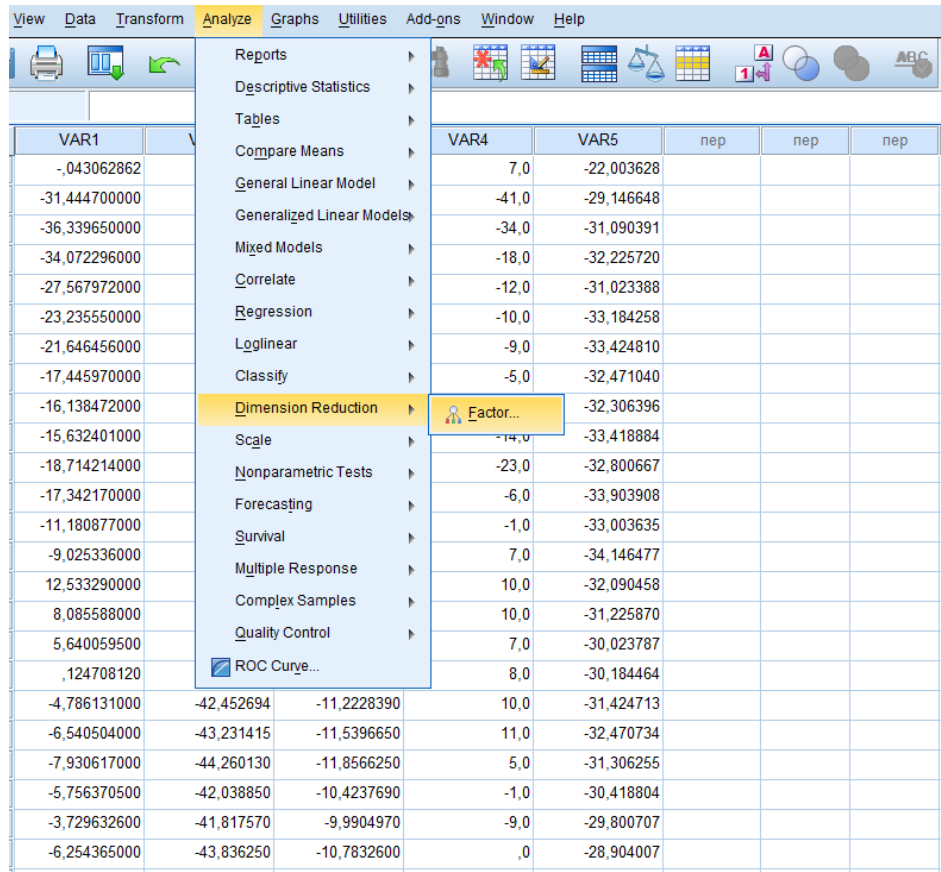 View Data Transform Analyze Graphs Utilities Add-ons Window Help
A
1
ABC
Reports
Descriptive Statistics
Tables
Compare Means
General Linear Model
Generalized Linear Models
Mixed Models
Correlate
Regression
Loglinear
Classify
Dimension Reduction
Scale
Nonparametric Tests
Forecasting
Survival
Multiple Response
Complex Samples
Quality Control
ROC Curve...
Factor...
VAR1 V VAR4 VAR5 пер пер пер
-,043062862 7,0 -22,003628
-31,444700000 -41,0 -29,146648
-36,339650000 -34,0 -31,090391
-34,072296000 -18,0 -32,225720
-27,567972000 -12,0 -31,023388
-23,235550000 -10,0 -33,184258
-21,646456000 -9,0 -33,424810
-17,445970000 -5,0 -32,471040
-16,138472000 -32,306396
-15,632401000 -14,0 -33,418884
-18,714214000 -23,0 -32,800667
-17,342170000 -6,0 -33,903908
-11,180877000 -1,0 -33,003635
-9,025336000 7,0 -34,146477
12,533290000 10,0 -32,090458
8,085588000 10,0 -31,225870
5,640059500 7,0 -30,023787
,124708120 8,0 -30,184464
-4,786131000 -42,452694 -11,2228390 10,0 -31,424713
-6,540504000 -43,231415 -11,5396650 11,0 -32,470734
-7,930617000 -44,260130 -11,8566250 5,0 -31,306255
-5,756370500 -42,038850 -10,4237690 -1,0 -30,418804
-3,729632600 -41,817570 -9,9904970 -9,0 -29,800707
-6,254365000 -43,836250 -10,7832600 ,0 -28,904007